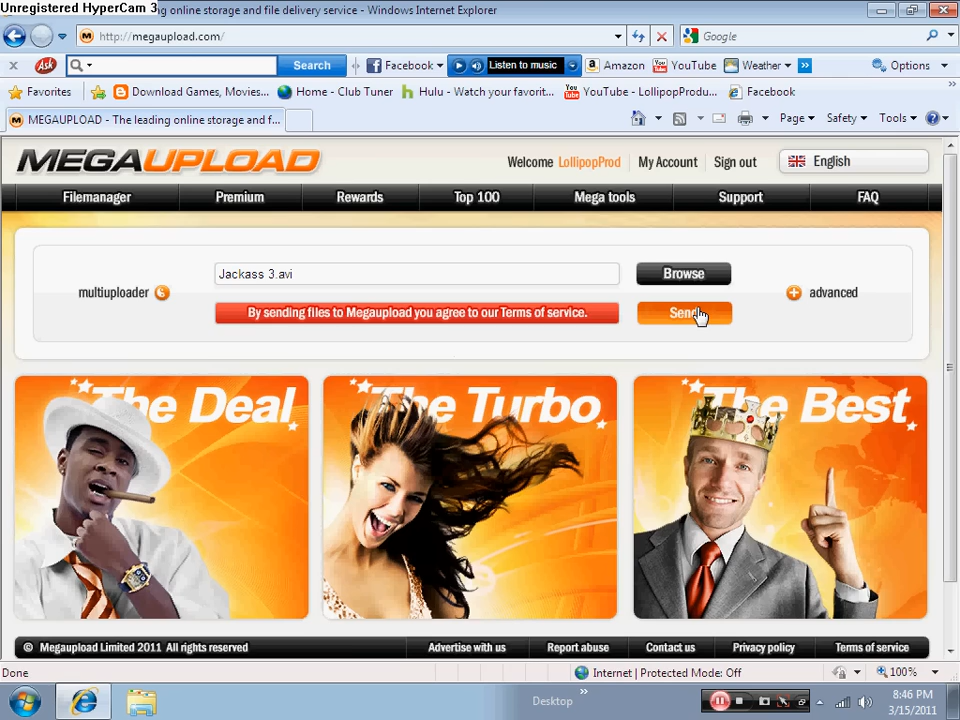 Unregistered HyperCam 3
ng online storage and file delivery service - Windows Internet Explorer
http://megaupload.com/
Google
Ask
Search
Facebook
Listen to music
Amazon
YouTube
Weather
Options
Favorites
Download Games, Movies...
Home - Club Tuner
Hulu - Watch your favorit...
YouTube - LollipopProdu...
Facebook
MEGAUPLOAD - The leading online storage and f...
Page
Safety
Tools
MEGAUPLOAD
Welcome LollipopProd
My Account
Sign out
English
Filemanager
Premium
Rewards
Top 100
Mega tools
Support
FAQ
Jackass 3.avi
Browse
multiuploader
advanced
By sending files to Megaupload you agree to our Terms of service.
Send
The Deal
The Turbo
The Best
© Megaupload Limited 2011 All rights reserved
Advertise with us
Report abuse
Contact us
Privacy policy
Terms of service
Done
Internet | Protected Mode: Off
100%
Desktop
8:46 PM
3/15/2011